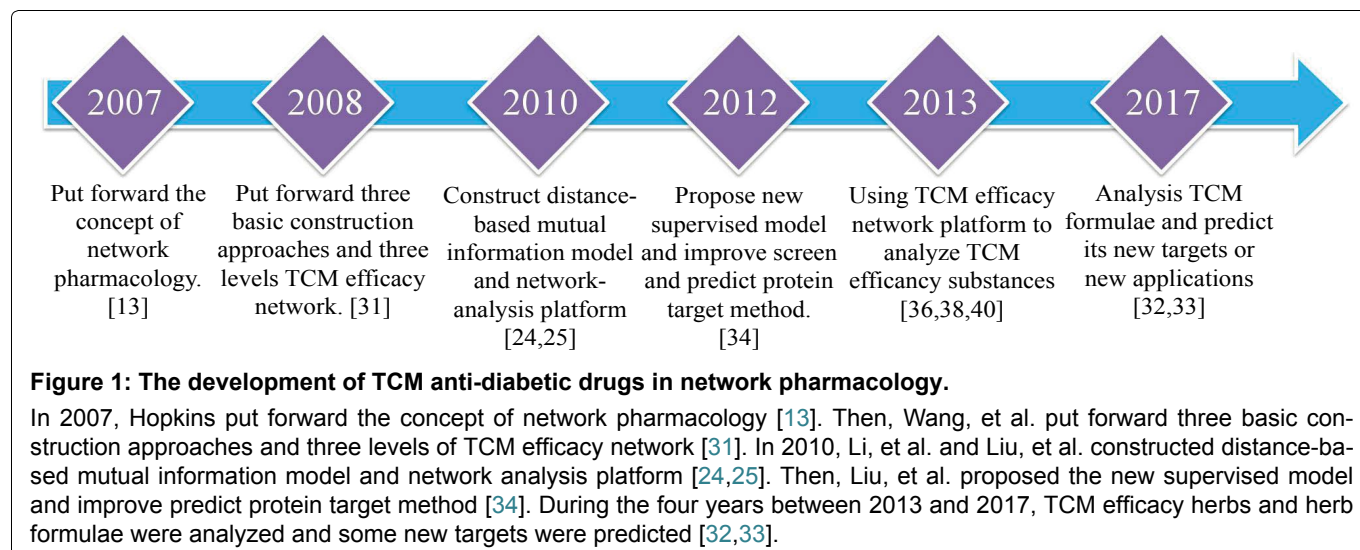 2007
2008
2010
2012
2013
2017
Put forward the
concept of
network
pharmacology.
[13]
Put forward three
basic construction
approaches and three
levels TCM efficacy
network. [31]
Construct distance-
based mutual
information model
and network-
analysis platform
[24,25]
Propose new
supervised model
and improve screen
and predict protein
target method.
[34]
Using TCM efficacy
network platform to
analyze TCM
efficancy substances
[36,38,40]
Analysis TCM
formulae and predict
its new targets or
new applications
[32,33]
Figure 1: The development of TCM anti-diabetic drugs in network pharmacology.
In 2007, Hopkins put forward the concept of network pharmacology [13]. Then, Wang, et al. put forward three basic con-
struction approaches and three levels of TCM efficacy network [31]. In 2010, Li, et al. and Liu, et al. constructed distance-ba-
sed mutual information model and network analysis platform [24,25]. Then, Liu, et al. proposed the new supervised model
and improve predict protein target method [34]. During the four years between 2013 and 2017, TCM efficacy herbs and herb
formulae were analyzed and some new targets were predicted [32,33].